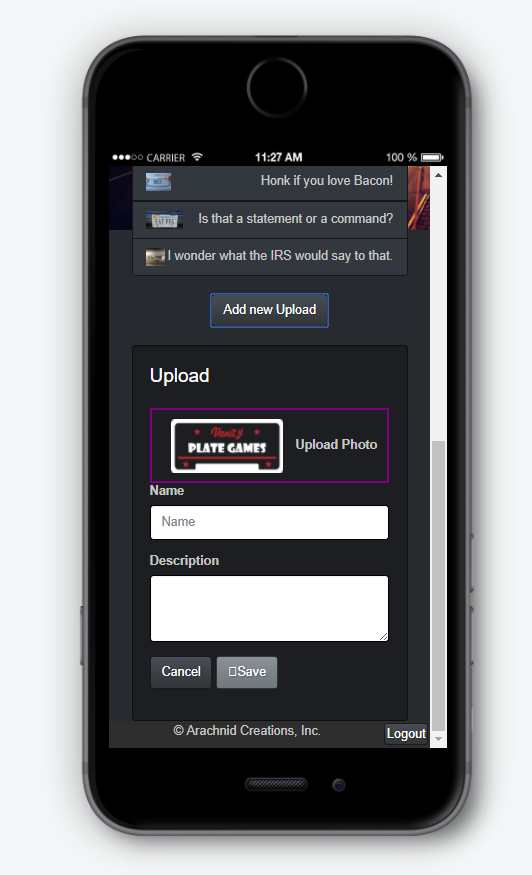 CARRIER 11:27 AM 100 %
Honk if you love Bacon!
Is that a statement or a command?
I wonder what the IRS would say to that.
Add new Upload
Upload
Vanity
PLATE GAMES
Upload Photo
Name
Name
Description
Cancel Save
© Arachnid Creations, Inc.
Logout